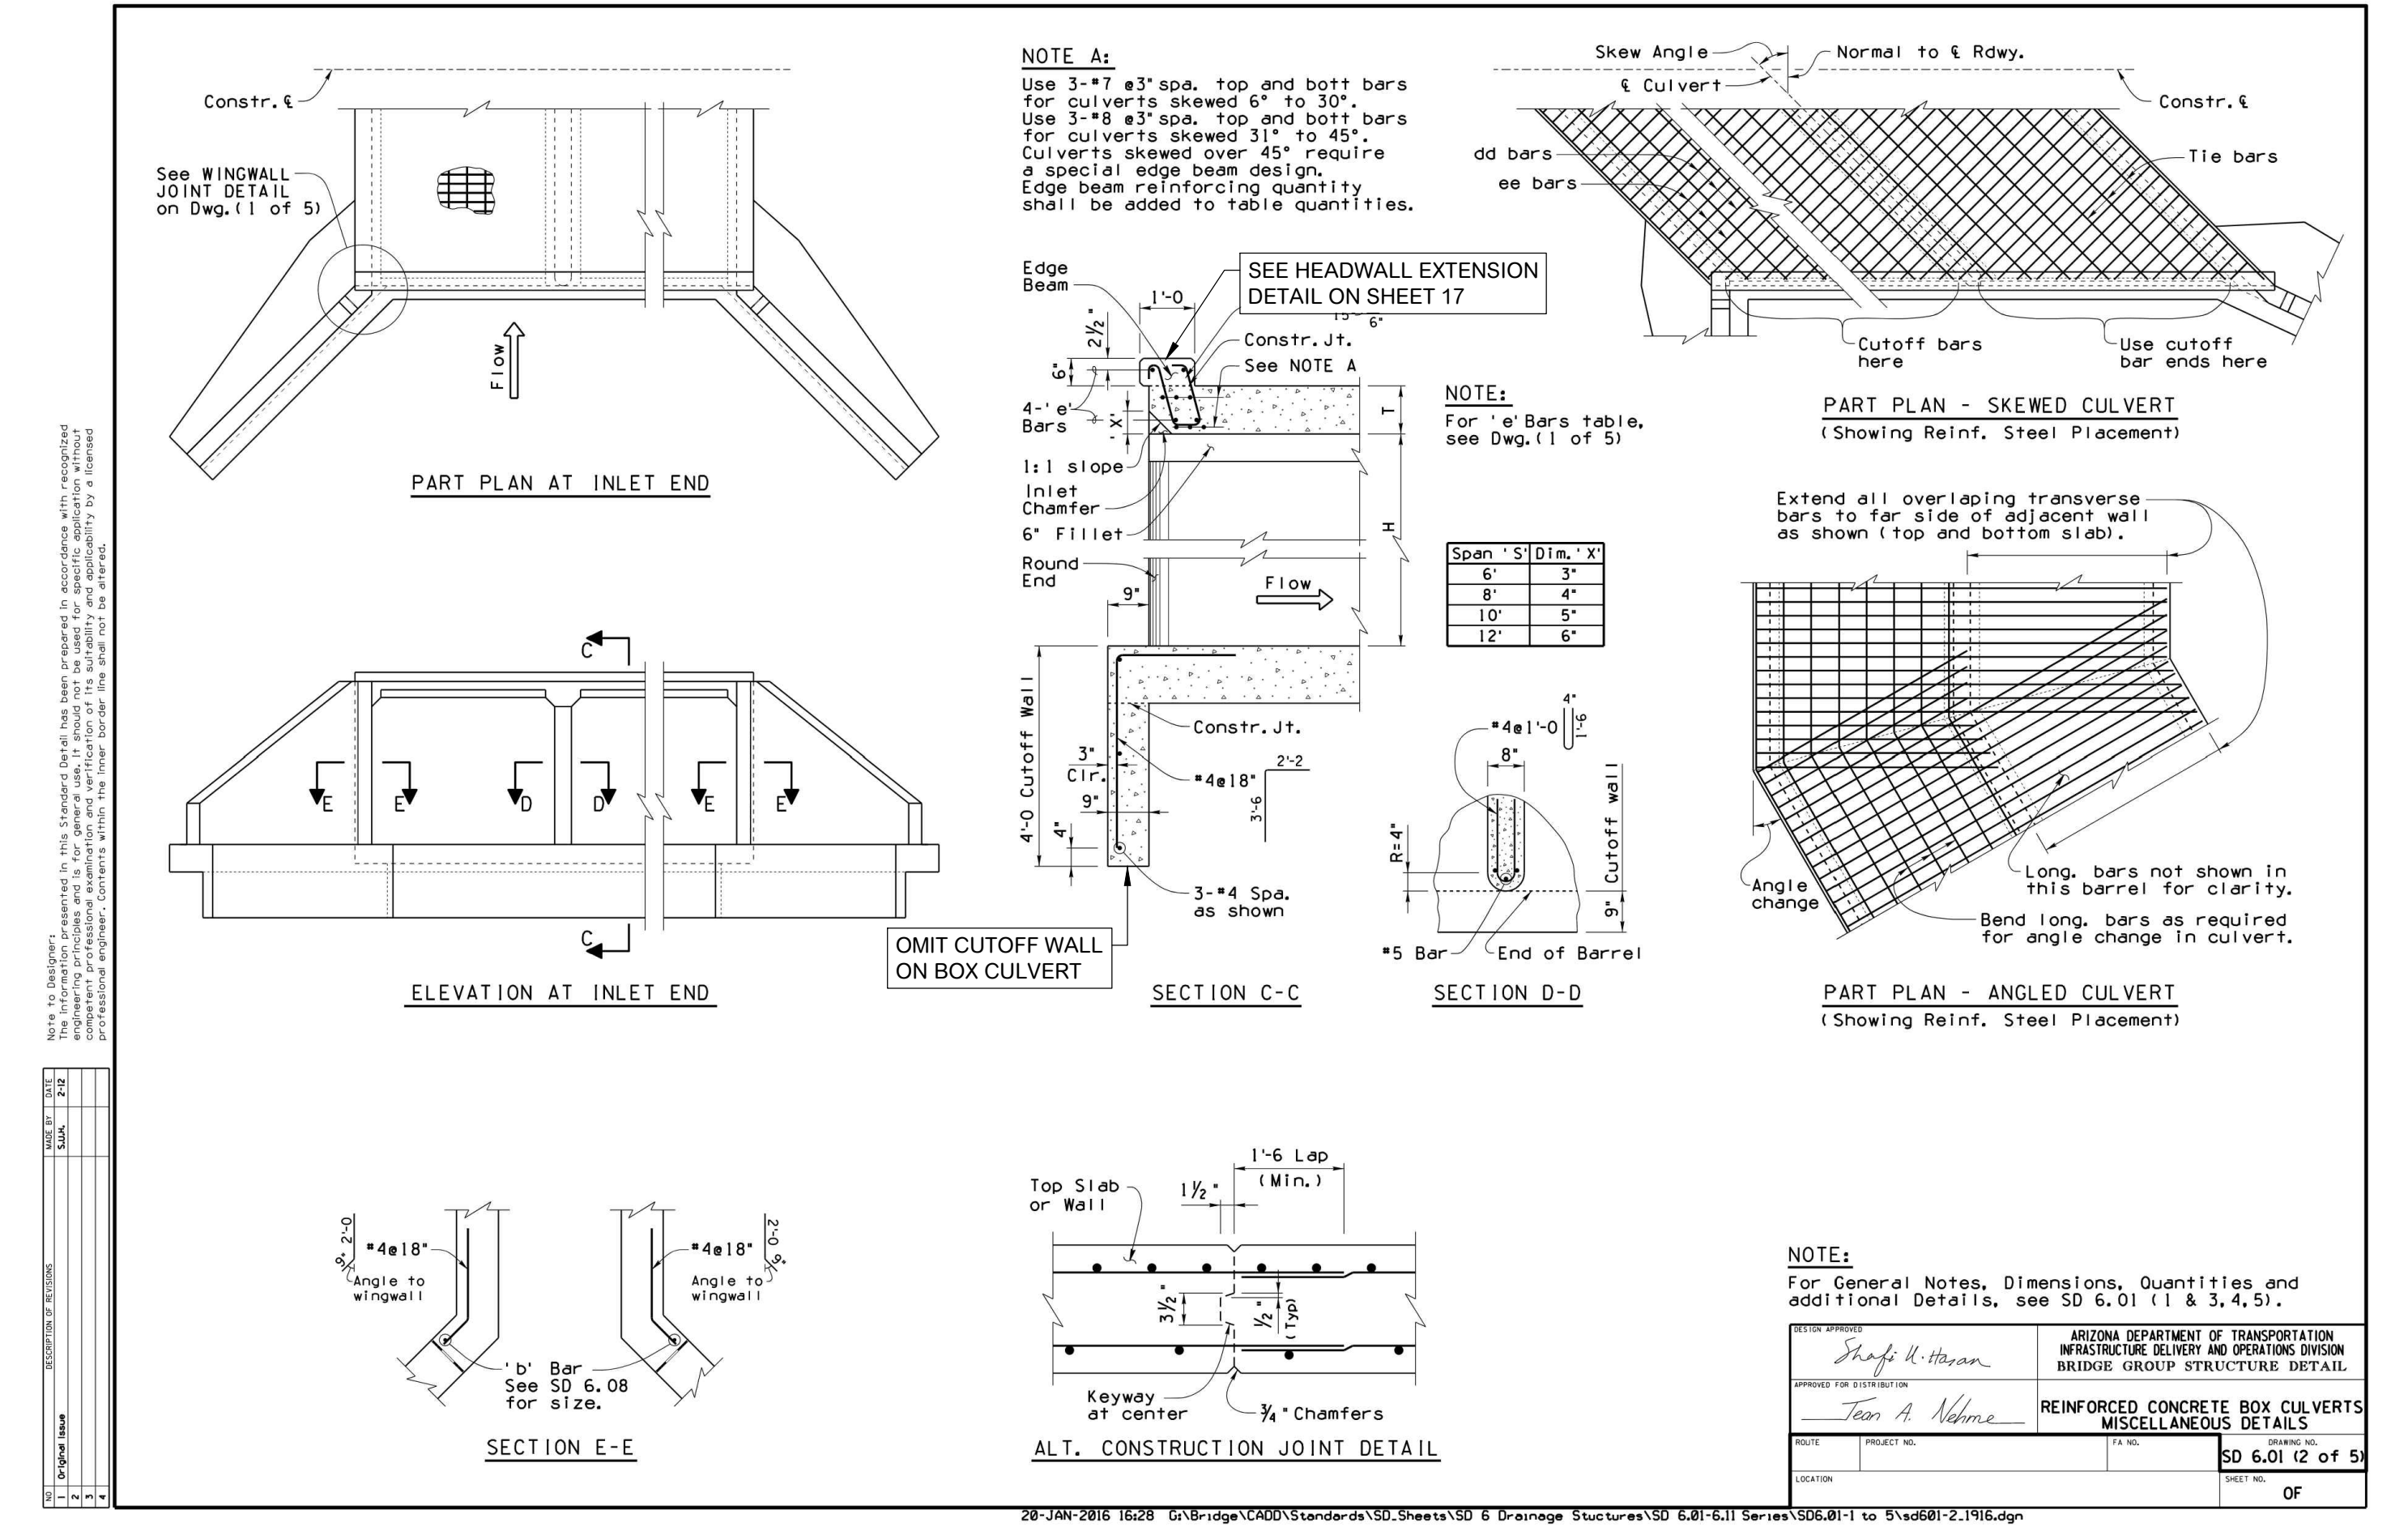 Constr. ℄
See WINGWALL
JOINT DETAIL
on Dwg.(1 of 5)
Flow
PART PLAN AT INLET END
NOTE A:
Use 3-#7 @3" spa. top and bott bars
for culverts skewed 6° to 30°.
Use 3-#8 @3" spa. top and bott bars
for culverts skewed 31° to 45°.
Culverts skewed over 45° require
a special edge beam design.
Edge beam reinforcing quantity
shall be added to table quantities.
Skew Angle
Normal to ℄ Rdwy.
℄ Culvert
Constr. ℄
dd bars
ee bars
Tie bars
Cutoff bars
here
Use cutoff
bar ends here
PART PLAN - SKEWED CULVERT
(Showing Reinf. Steel Placement)
Edge
Beam
SEE HEADWALL EXTENSION
DETAIL ON SHEET 17
1'-0
6"
2½"
6"
Constr. Jt.
See NOTE A
4-'e'
Bars
'X'
T
1:1 slope
Inlet
Chamfer
6" Fillet
H
Round
End
9"
Flow
4'-0 Cutoff Wall
Constr. Jt.
3"
Clr.
#4@18"
2'-2
3'-6
9"
4"
3-#4 Spa.
as shown
OMIT CUTOFF WALL
ON BOX CULVERT
SECTION C-C
NOTE:
For 'e' Bars table,
see Dwg.(1 of 5)
Span 'S' Dim. 'X'
6' 3"
8' 4"
10' 5"
12' 6"
4"
#4@1'-0
1'-6
8"
R=4"
Cutoff wall
9"
#5 Bar
End of Barrel
SECTION D-D
Extend all overlaping transverse
bars to far side of adjacent wall
as shown (top and bottom slab).
Angle
change
Long. bars not shown in
this barrel for clarity.
Bend long. bars as required
for angle change in culvert.
PART PLAN - ANGLED CULVERT
(Showing Reinf. Steel Placement)
C
E E D D E E
C
ELEVATION AT INLET END
2'-0
9"
#4@18"
Angle to
wingwall
#4@18"
2'-0
9"
Angle to
wingwall
'b' Bar
See SD 6.08
for size.
SECTION E-E
Top Slab
or Wall
1½"
1'-6 Lap
(Min.)
3½"
½"
(Typ)
Keyway
at center
¾" Chamfers
ALT. CONSTRUCTION JOINT DETAIL
NOTE:
For General Notes, Dimensions, Quantities and
additional Details, see SD 6.01 (1 & 3,4,5).
DESIGN APPROVED
Shafi U. Hasan
APPROVED FOR DISTRIBUTION
Jean A. Nehme
ARIZONA DEPARTMENT OF TRANSPORTATION
INFRASTRUCTURE DELIVERY AND OPERATIONS DIVISION
BRIDGE GROUP STRUCTURE DETAIL
REINFORCED CONCRETE BOX CULVERTS
MISCELLANEOUS DETAILS
ROUTE
PROJECT NO.
FA NO.
DRAWING NO.
SD 6.01 (2 of 5)
LOCATION
SHEET NO.
OF
Note to Designer:
The Information presented in this Standard Detail has been prepared in accordance with recognized
engineering principles and is for general use. It should not be used for specific application without
competent professional examination and verification of its suitability and applicability by a licensed
professional engineer. Contents within the inner border line shall not be altered.
NO DESCRIPTION OF REVISIONS MADE BY DATE
1 Original Issue S.U.H. 2-12
2
3
4
20-JAN-2016 16:28 G:\Bridge\CADD\Standards\SD_Sheets\SD 6 Drainage Stuctures\SD 6.01-6.11 Series\SD6.01-1 to 5\sd601-2_1916.dgn